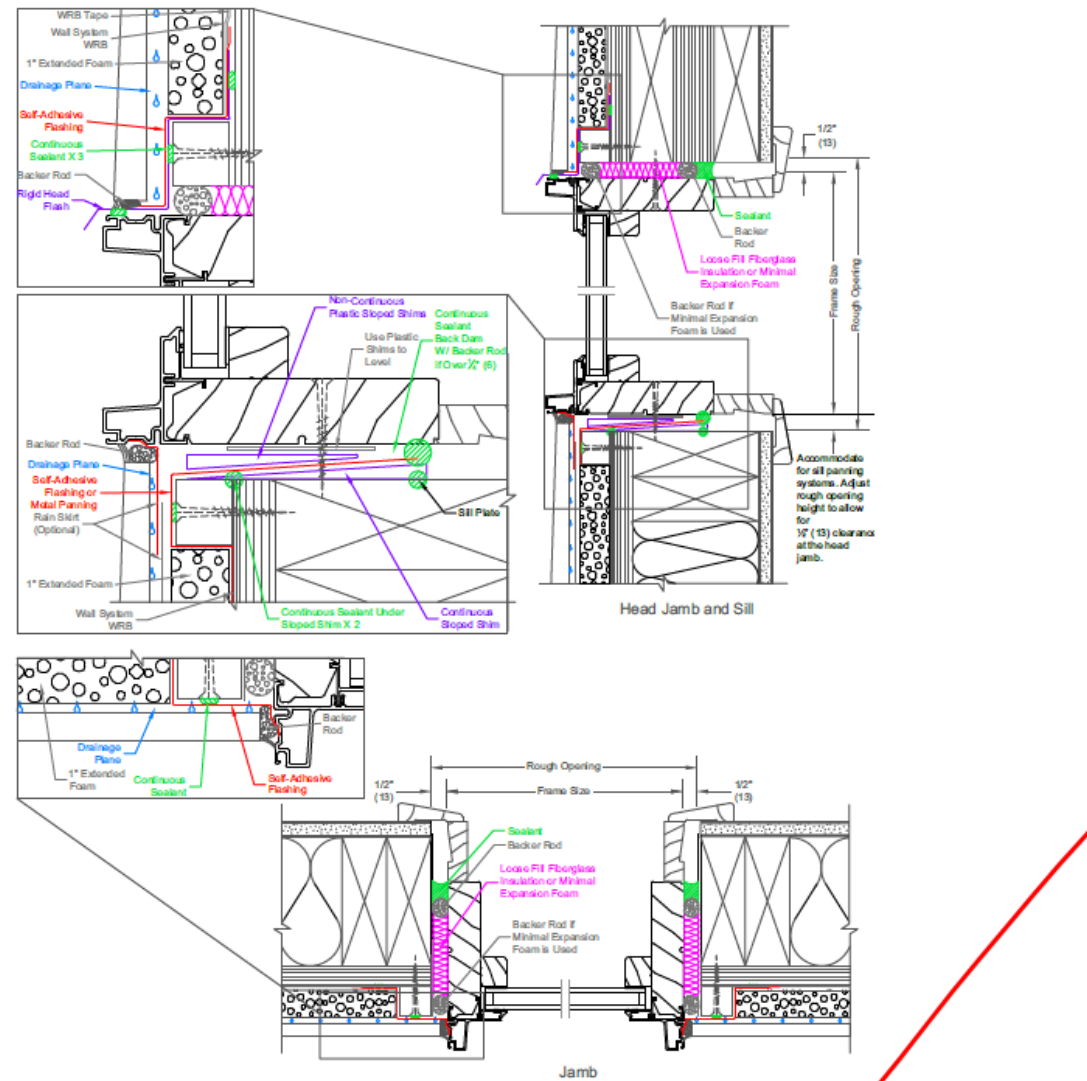 WRB Tape
Wall System
WRB
1" Extended Foam
Drainage Plane
Self-Adhesive
Flashing
Continuous
Sealant X 3
Backer Rod
Rigid Head
Flash
1/2"
(13)
Sealant
Backer
Rod
Loose Fill Fiberglass
Insulation or Minimal
Expansion Foam
Backer Rod If
Minimal Expansion
Foam is Used
Frame Size
Rough Opening
Non-Continuous
Plastic Sloped Shims
Use Plastic
Shims to
Level
Continuous
Sealant
Back Dam
W/ Backer Rod
If Over ¼" (6)
Backer Rod
Drainage Plane
Self-Adhesive
Flashing or
Metal Panning
Rain Skirt
(Optional)
1" Extended Foam
Wall System
WRB
Sill Plate
Continuous Sealant Under
Sloped Shim X 2
Continuous
Sloped Shim
Accommodate
for sill panning
systems. Adjust
rough opening
height to allow
for
½" (13) clearance
at the head
jamb.
Head Jamb and Sill
Drainage
Plane
1" Extended
Foam
Continuous
Sealant
Self-Adhesive
Flashing
Backer
Rod
Rough Opening
1/2"
(13)
Frame Size
1/2"
(13)
Sealant
Backer Rod
Loose Fill Fiberglass
Insulation or Minimal
Expansion Foam
Backer Rod If
Minimal Expansion
Foam is Used
Jamb